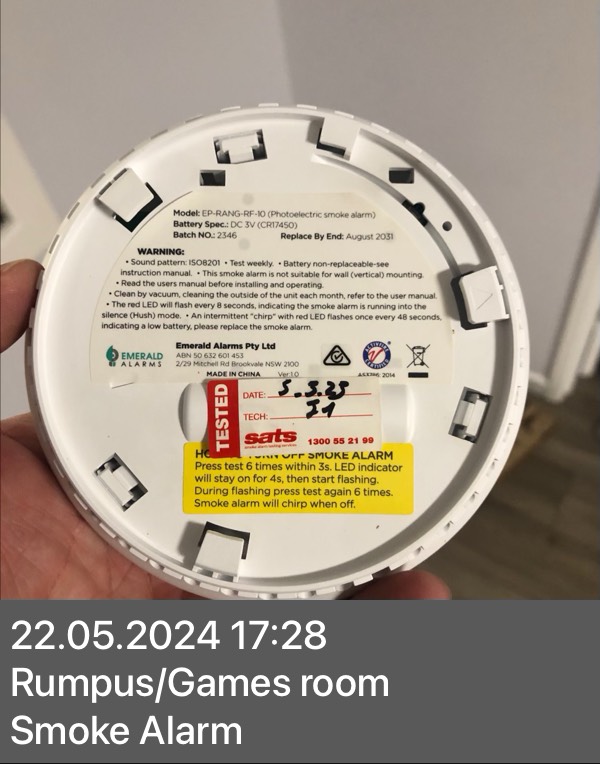 Model: EP-RANG-RF-10 (Photoelectric smoke alarm)
Battery Spec.: DC 3V (CR17450)
Batch NO.: 2346 Replace By End: August 2031
WARNING:
• Sound pattern: ISO8201 • Test weekly. • Battery non-replaceable-see
instruction manual. • This smoke alarm is not suitable for wall (vertical) mounting.
• Read the users manual before installing and operating.
• Clean by vacuum, cleaning the outside of the unit each month, refer to the user manual.
• The red LED will flash every 8 seconds, indicating the smoke alarm is running into the
silence (Hush) mode. • An intermittent "chirp" with red LED flashes once every 48 seconds,
indicating a low battery, please replace the smoke alarm.
EMERALD
ALARMS
Emerald Alarms Pty Ltd
ABN 50 632 601 453
2/29 Mitchell Rd Brookvale NSW 2100
MADE IN CHINA Ver1.0
AS3786: 2014
TESTED
DATE:
TECH:
sats
1300 55 21 99
OFF SMOKE ALARM
Press test 6 times within 3s. LED indicator
will stay on for 4s, then start flashing.
During flashing press test again 6 times.
Smoke alarm will chirp when off.
22.05.2024 17:28
Rumpus/Games room
Smoke Alarm